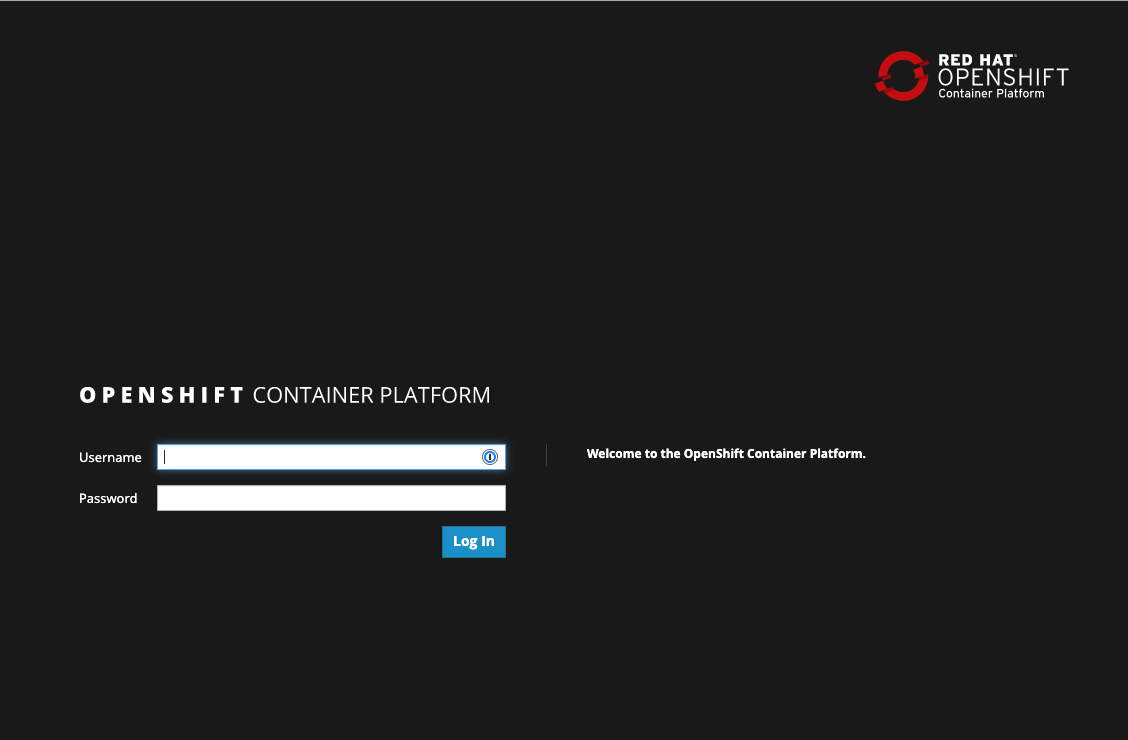 RED HAT®
OPENSHIFT
Container Platform
OPENSHIFT CONTAINER PLATFORM
Username
Welcome to the OpenShift Container Platform.
Password
Log In